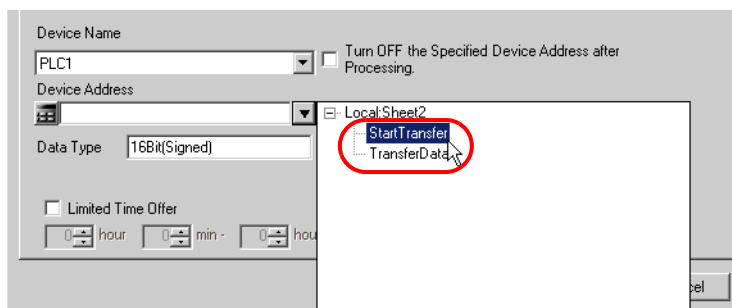 Device Name
PLC1
Turn OFF the Specified Device Address after
Processing.
Device Address
Local:Sheet2
StartTransfer
TransferData
Data Type 16Bit(Signed)
Limited Time Offer
0 hour 0 min - 0 hou
cel